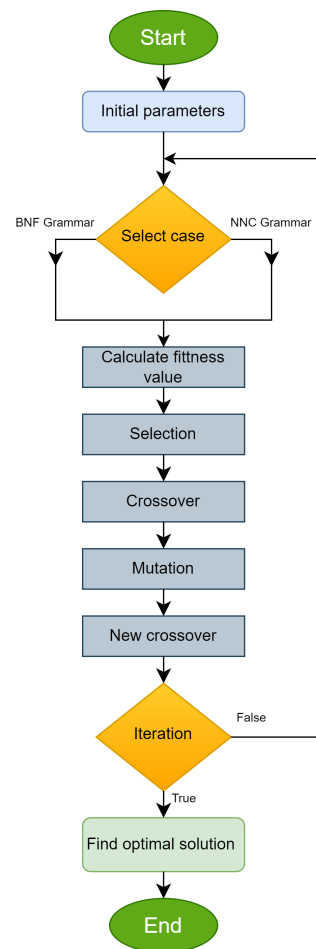 Start
Initial parameters
BNF Grammar
NNC Grammar
Select case
Calculate fittness
value
Selection
Crossover
Mutation
New crossover
Iteration
False
True
Find optimal solution
End